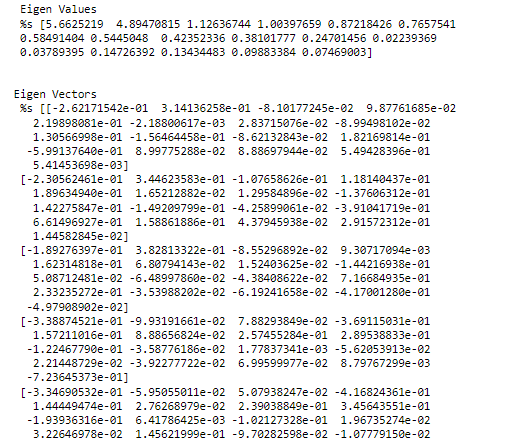 Eigen Values
%s [5.6625219 4.89470815 1.12636744 1.00397659 0.87218426 0.7657541
0.58491404 0.5445048 0.42352336 0.38101777 0.24701456 0.02239369
0.03789395 0.14726392 0.13434483 0.09883384 0.07469003]
Eigen Vectors
%s [[-2.62171542e-01 3.14136258e-01 -8.10177245e-02 9.87761685e-02
2.19898081e-01 -2.18800617e-03 2.83715076e-02 -8.99498102e-02
1.30566998e-01 -1.56464458e-01 -8.62132843e-02 1.82169814e-01
-5.99137640e-01 8.99775288e-02 8.88697944e-02 5.49428396e-01
5.41453698e-03]
[-2.30562461e-01 3.44623583e-01 -1.07658626e-01 1.18140437e-01
1.89634940e-01 1.65212882e-02 1.29584896e-02 -1.37606312e-01
1.42275847e-01 -1.49209799e-01 -4.25899061e-02 -3.91041719e-01
6.61496927e-01 1.58861886e-01 4.37945938e-02 2.91572312e-01
1.44582845e-02]
[-1.89276397e-01 3.82813322e-01 -8.55296892e-02 9.30717094e-03
1.62314818e-01 6.80794143e-02 1.52403625e-02 -1.44216938e-01
5.08712481e-02 -6.48997860e-02 -4.38408622e-02 7.16684935e-01
2.33235272e-01 -3.53988202e-02 -6.19241658e-02 -4.17001280e-01
-4.97908902e-02]
[-3.38874521e-01 -9.93191661e-02 7.88293849e-02 -3.69115031e-01
1.57211016e-01 8.88656824e-02 2.57455284e-01 2.89538833e-01
-1.22467790e-01 -3.58776186e-02 1.77837341e-03 -5.62053913e-02
2.21448729e-02 -3.92277722e-02 6.99599977e-02 8.79767299e-03
-7.23645373e-01]
[-3.34690532e-01 -5.95055011e-02 5.07938247e-02 -4.16824361e-01
1.44449474e-01 2.76268979e-02 2.39038849e-01 3.45643551e-01
-1.93936316e-01 6.41786425e-03 -1.02127328e-01 1.96735274e-02
3.22646978e-02 1.45621999e-01 -9.70282598e-02 -1.07779150e-02